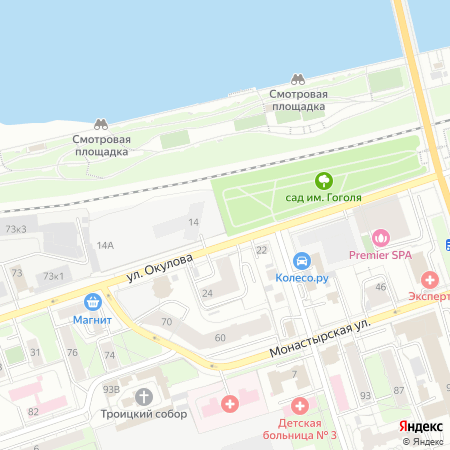 Смотровая
площадка
Смотровая
площадка
сад им. Гоголя
73к3
14
14А
ул. Окулова
22
Premier SPA
73
73к1
Колесо.ру
Эксперт
24
46
Магнит
70
Монастырская ул.
31
76
60
93В
7
93
87
82
Троицкий собор
Детская
больница № 3
Яндекс
© Яндекс